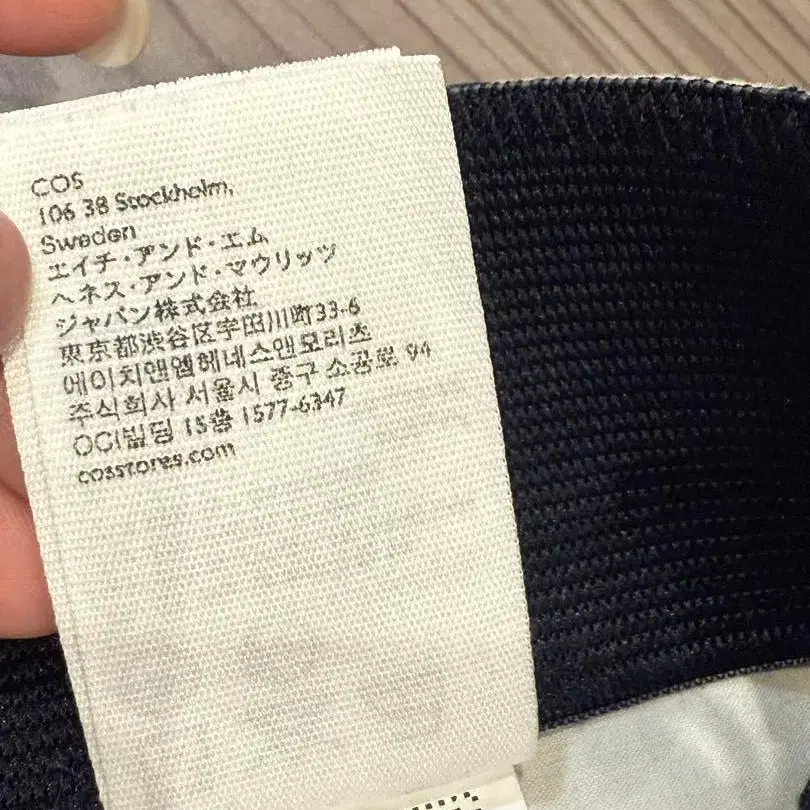 COS
106 38 Stockholm,
Sweden
エイチ・アンド・エム
ヘネス・アンド・マウリッツ
ジャパン株式会社
東京都渋谷区宇田川町33-6
에이치앤엠헤네스앤모리츠
주식회사 서울시 중구 소공로 94
OCI빌딩 15층 1577-6347
cosstores.com